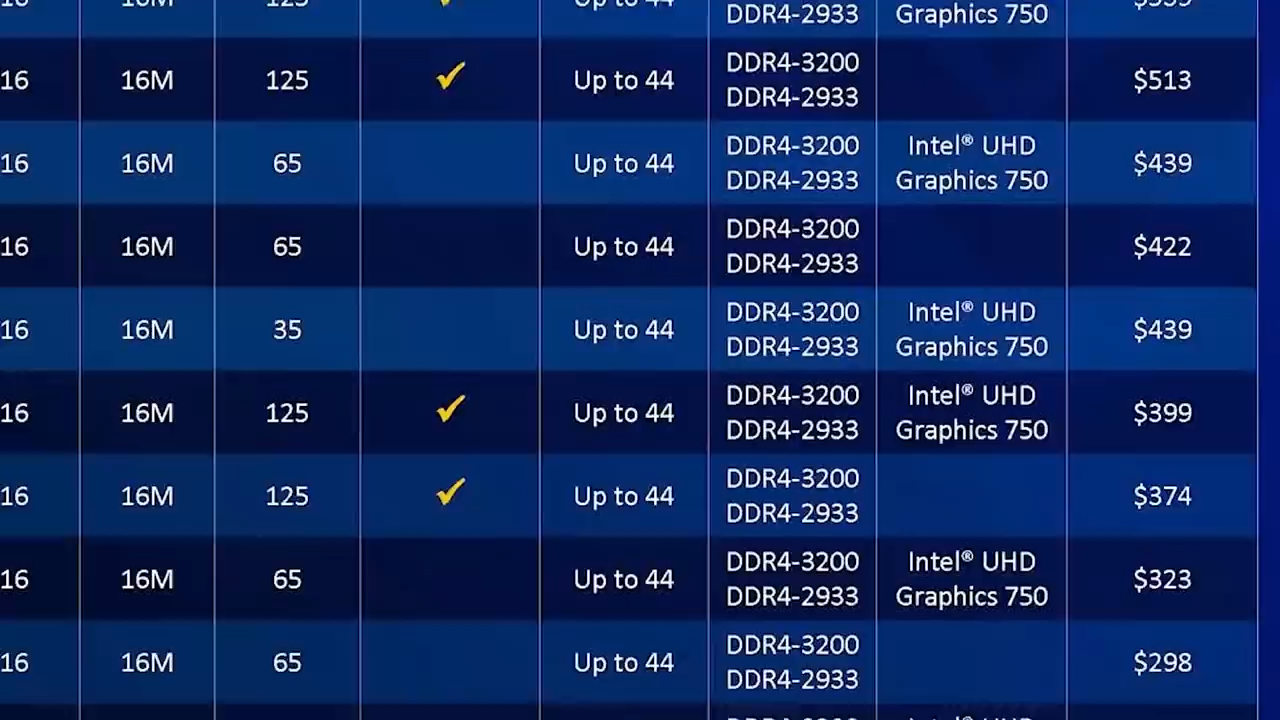 DDR4-2933 Graphics 750
16 16M 125 ✓ Up to 44 DDR4-3200 $513
DDR4-2933
16 16M 65 Up to 44 DDR4-3200 Intel® UHD $439
DDR4-2933 Graphics 750
16 16M 65 Up to 44 DDR4-3200 $422
DDR4-2933
16 16M 35 Up to 44 DDR4-3200 Intel® UHD $439
DDR4-2933 Graphics 750
16 16M 125 ✓ Up to 44 DDR4-3200 Intel® UHD $399
DDR4-2933 Graphics 750
16 16M 125 ✓ Up to 44 DDR4-3200 $374
DDR4-2933
16 16M 65 Up to 44 DDR4-3200 Intel® UHD $323
DDR4-2933 Graphics 750
16 16M 65 Up to 44 DDR4-3200 $298
DDR4-2933